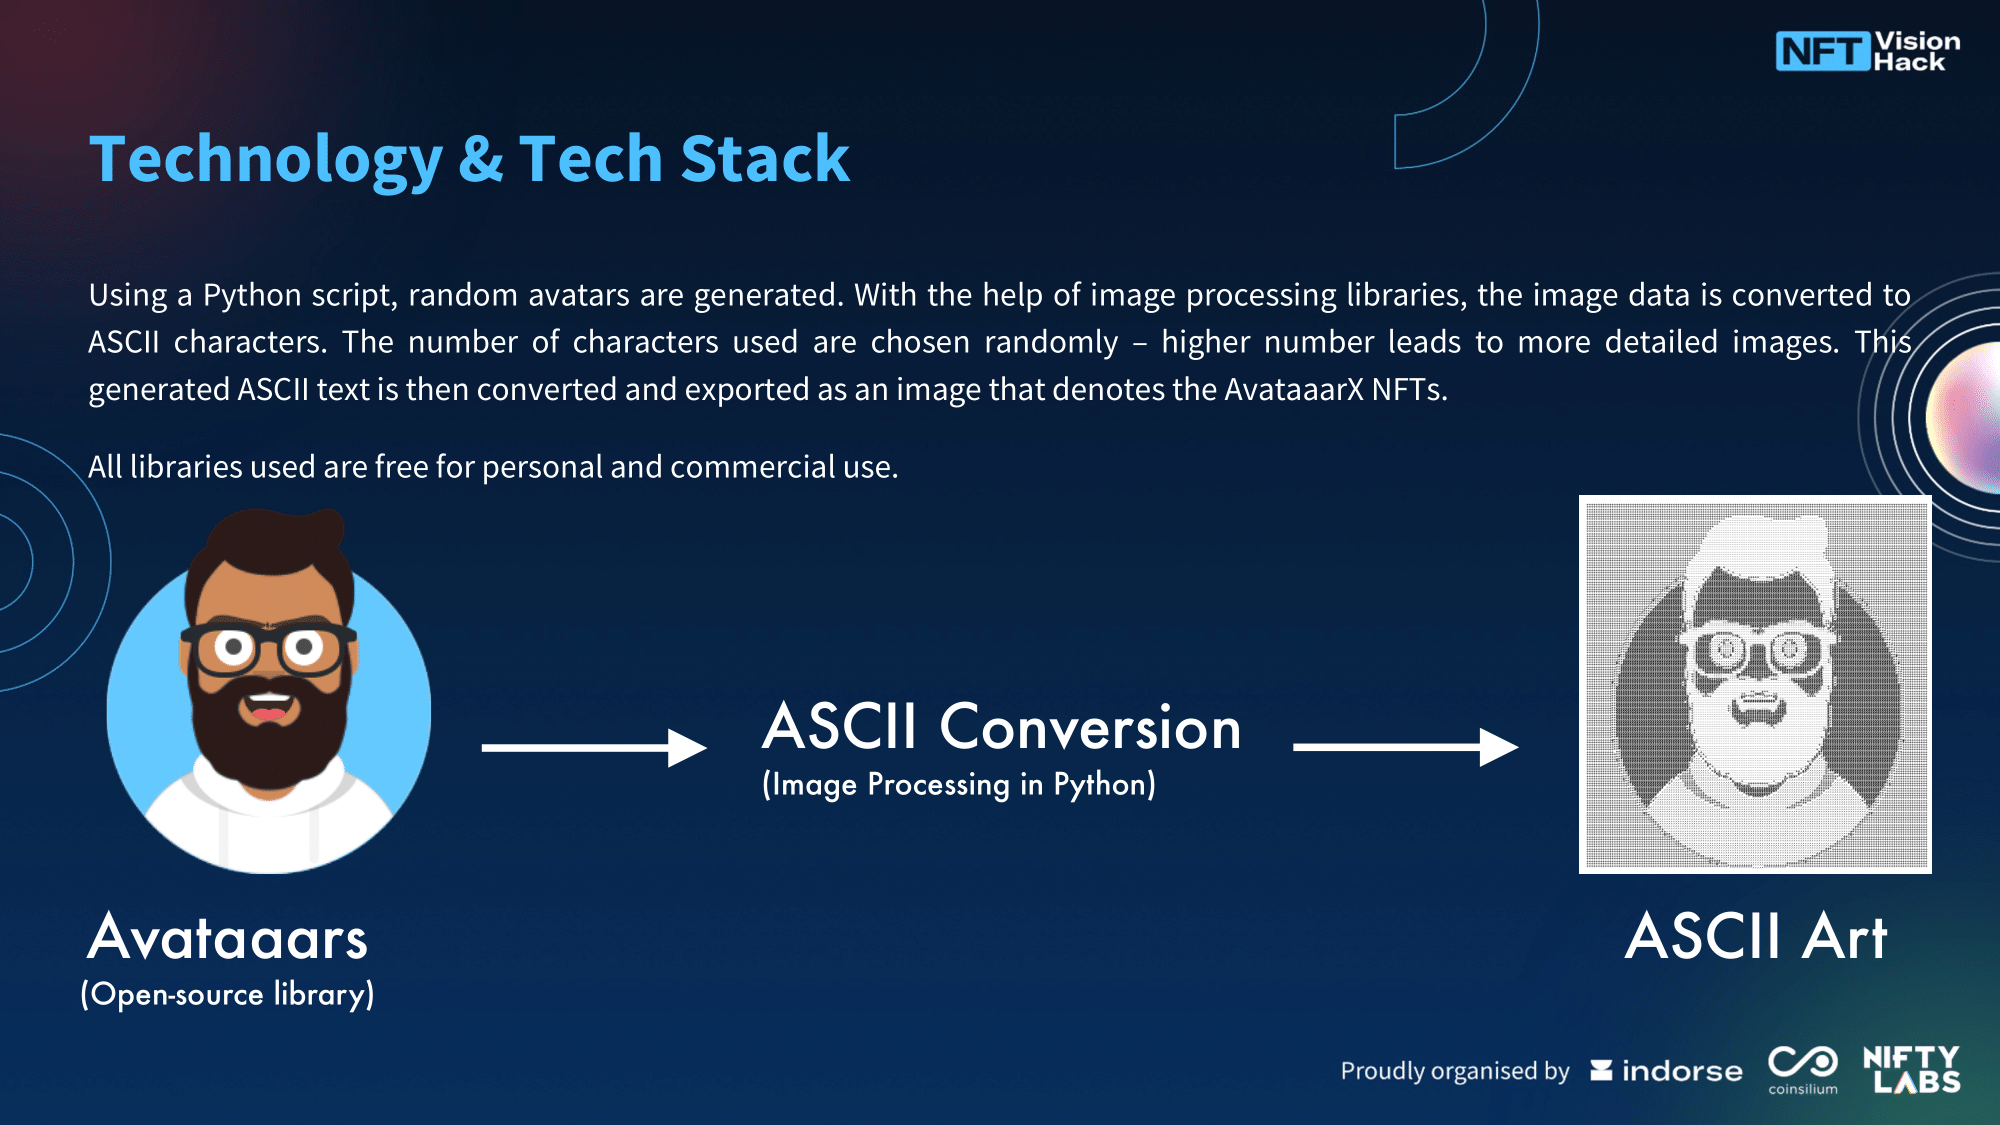 NFT Vision
Hack
Technology & Tech Stack
Using a Python script, random avatars are generated. With the help of image processing libraries, the image data is converted to
ASCII characters. The number of characters used are chosen randomly – higher number leads to more detailed images. This
generated ASCII text is then converted and exported as an image that denotes the AvataaarX NFTs.
All libraries used are free for personal and commercial use.
ASCII Conversion
(Image Processing in Python)
Avataaars
(Open-source library)
ASCII Art
Proudly organised by
indorse
coinsilium
NIFTY
LABS